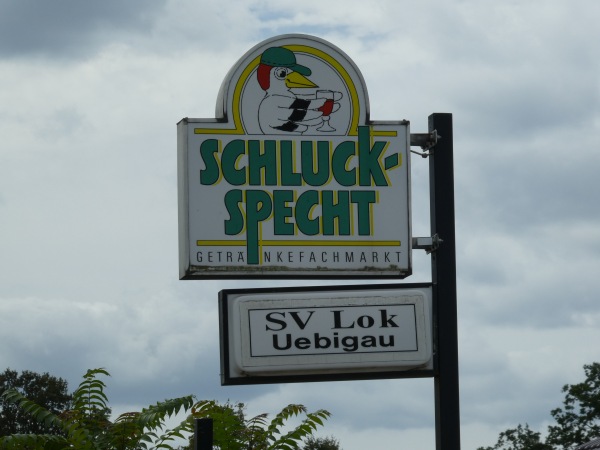 SCHLUCK-
SPECHT
GETRÄNKEFACHMARKT
SV Lok
Uebigau